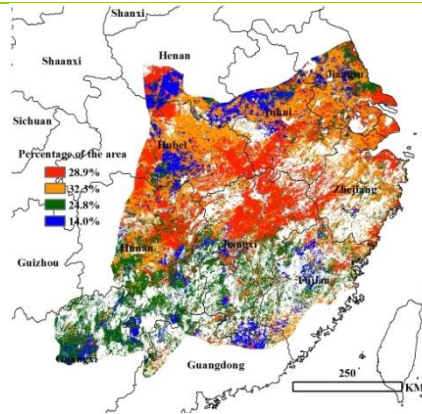 Shanxi
Henan
Shaanxi
Jiangsu
Anhui
Sichuan
Hubei
Percentage of the area
28.9%
32.3%
24.8%
14.0%
Zhejiang
Hunan
Jiangxi
Guizhou
Fujian
Guangxi
Guangdong
250
KM